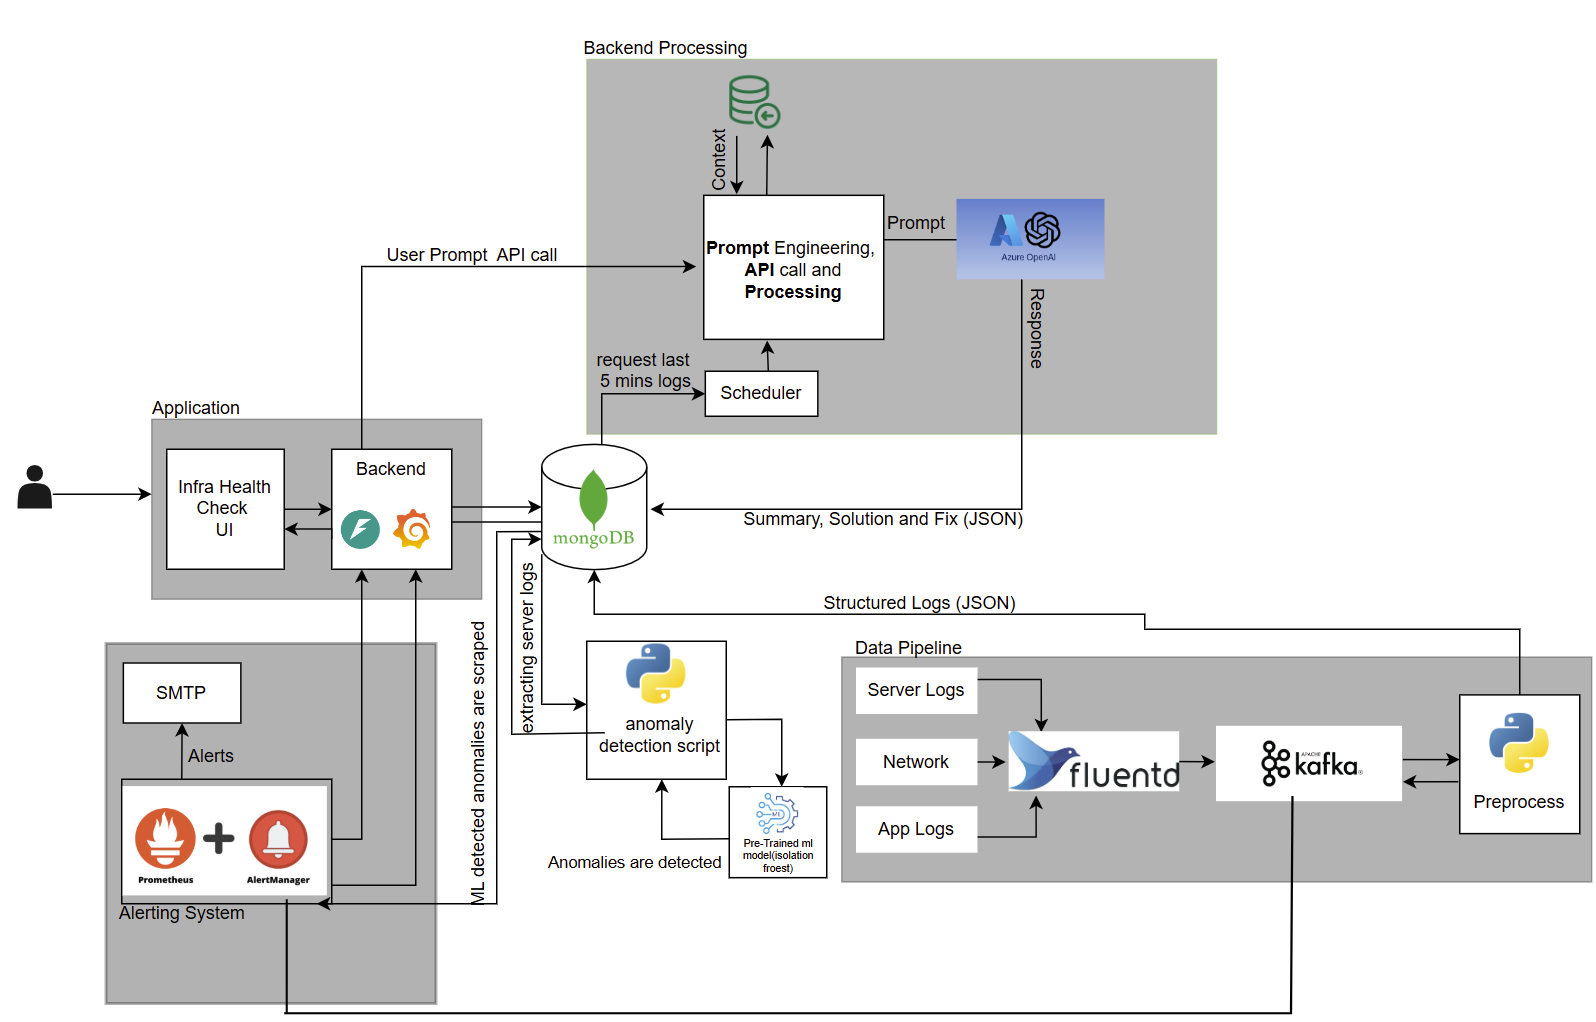 Backend Processing
Context
Prompt Engineering,
API call and
Processing
Prompt
Azure OpenAI
Response
User Prompt API call
request last
5 mins logs
Scheduler
Application
Infra Health
Check
UI
Backend
mongoDB
Summary, Solution and Fix (JSON)
Structured Logs (JSON)
extracting server logs
ML detected anomalies are scraped
anomaly
detection script
ML
Pre-Trained ml
model(isolation
froest)
Anomalies are detected
SMTP
Alerts
Prometheus
AlertManager
Alerting System
Data Pipeline
Server Logs
Network
App Logs
fluentd
APACHE
kafka®
Preprocess